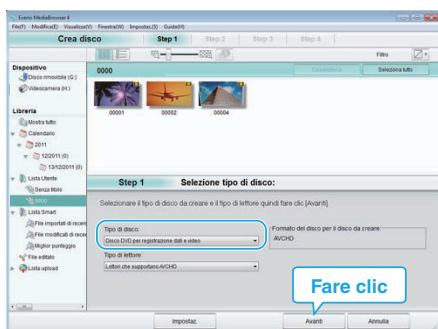 Everio MediaBrowser 4
File(F) Modifica(E) Visualizza(V) Finestra(W) Impostaz.(S) Guida(H)
Crea disco Step 1 Step 2 Step 3 Step 4
Filtro
Dispositivo
Disco rimovibile (G:)
Videocamera (H:)
0000 Deseleziona Seleziona tutto
00001 00002 00004
Libreria
Mostra tutto
Calendario
2011
12/2011 (0)
13/12/2011 (0)
Lista Utente
Senza titolo
0000
Lista Smart
File importati di recen
File modificati di recen
Miglior punteggio
File editato
Lista upload
Step 1 Selezione tipo di disco:
Selezionare il tipo di disco da creare e il tipo di lettore quindi fare clic [Avanti].
Tipo di disco:
Disco DVD per registrazione dati e video
Formato del disco per il disco da creare:
AVCHD
Tipo di lettore:
Lettori che supportano AVCHD
Fare clic
Impostaz. Avanti Annulla